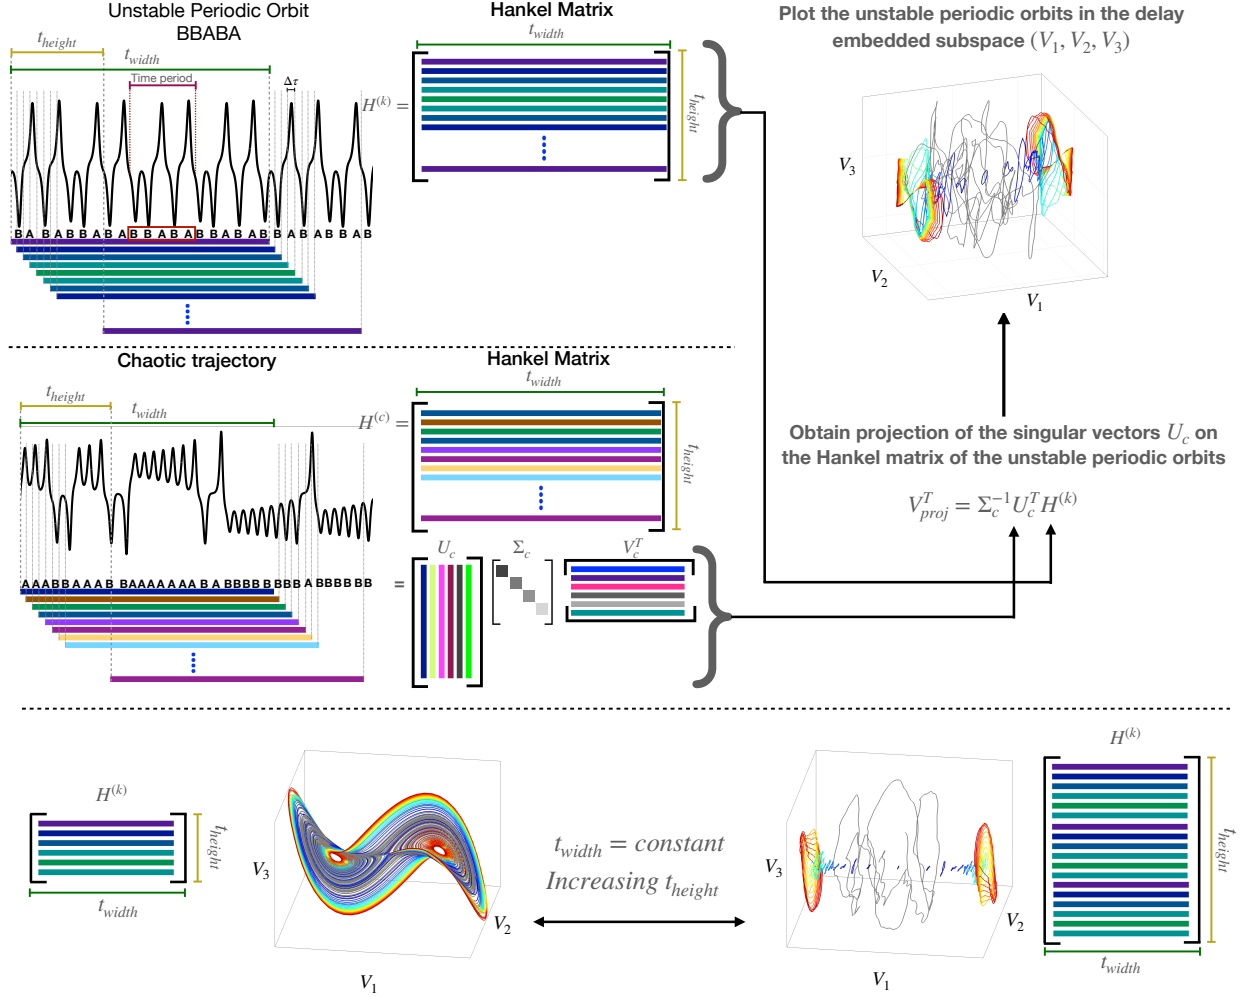 Unstable Periodic Orbit
BBABA
t_height
t_width
Time period
Δτ
B A B A B B A B A B B A B A B B A B A B B A B A B B A B
Hankel Matrix
t_width
H^(k) =
t_height
Plot the unstable periodic orbits in the delay
embedded subspace (V_1, V_2, V_3)
V_3
V_2
V_1
Chaotic trajectory
t_height
t_width
A A A B B A A A B B A A A A A A A B A B B B B B B B B A B B B B B B
Hankel Matrix
t_width
H^(c) =
t_height
= U_c Σ_c V_c^T
Obtain projection of the singular vectors U_c on
the Hankel matrix of the unstable periodic orbits
V_proj^T = Σ_c^-1 U_c^T H^(k)
H^(k)
t_height
t_width
V_3
V_2
V_1
t_width = constant
Increasing t_height
V_3
V_2
V_1
H^(k)
t_height
t_width